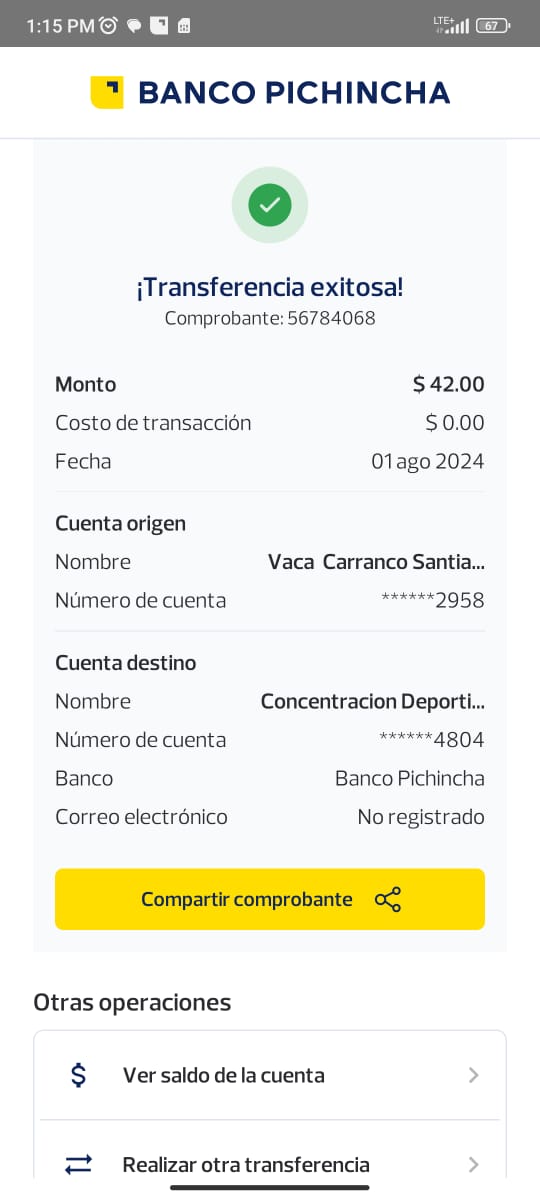 1:15 PM
LTE+
67
BANCO PICHINCHA
¡Transferencia exitosa!
Comprobante: 56784068
Monto $ 42.00
Costo de transacción $ 0.00
Fecha 01 ago 2024
Cuenta origen
Nombre Vaca Carranco Santia...
Número de cuenta ******2958
Cuenta destino
Nombre Concentracion Deporti...
Número de cuenta ******4804
Banco Banco Pichincha
Correo electrónico No registrado
Compartir comprobante
Otras operaciones
$ Ver saldo de la cuenta
Realizar otra transferencia